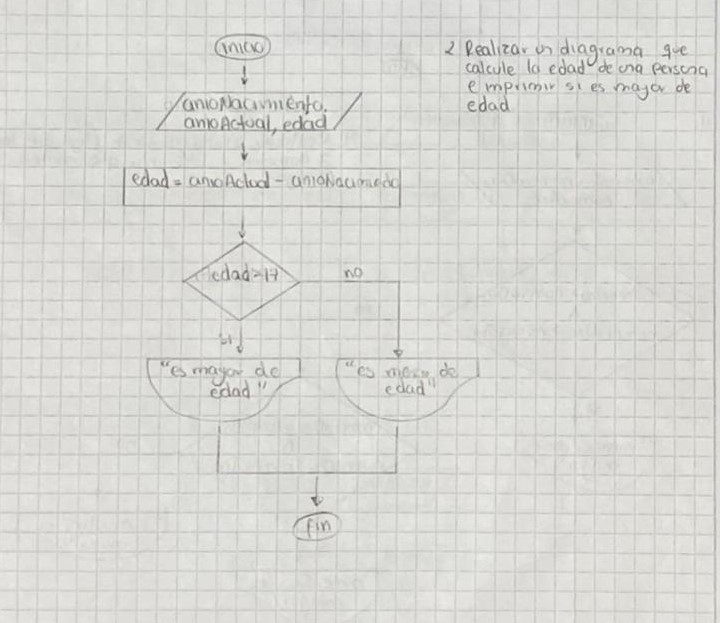 2 Realizar un diagrama que
calcule la edad de una persona
e imprimir si es mayor de
edad
inicio
anioNacimiento,
anioActual, edad
edad = anioActual - anioNacimiento
edad>17
no
si
"es mayor de
edad"
"es menor de
edad"
fin